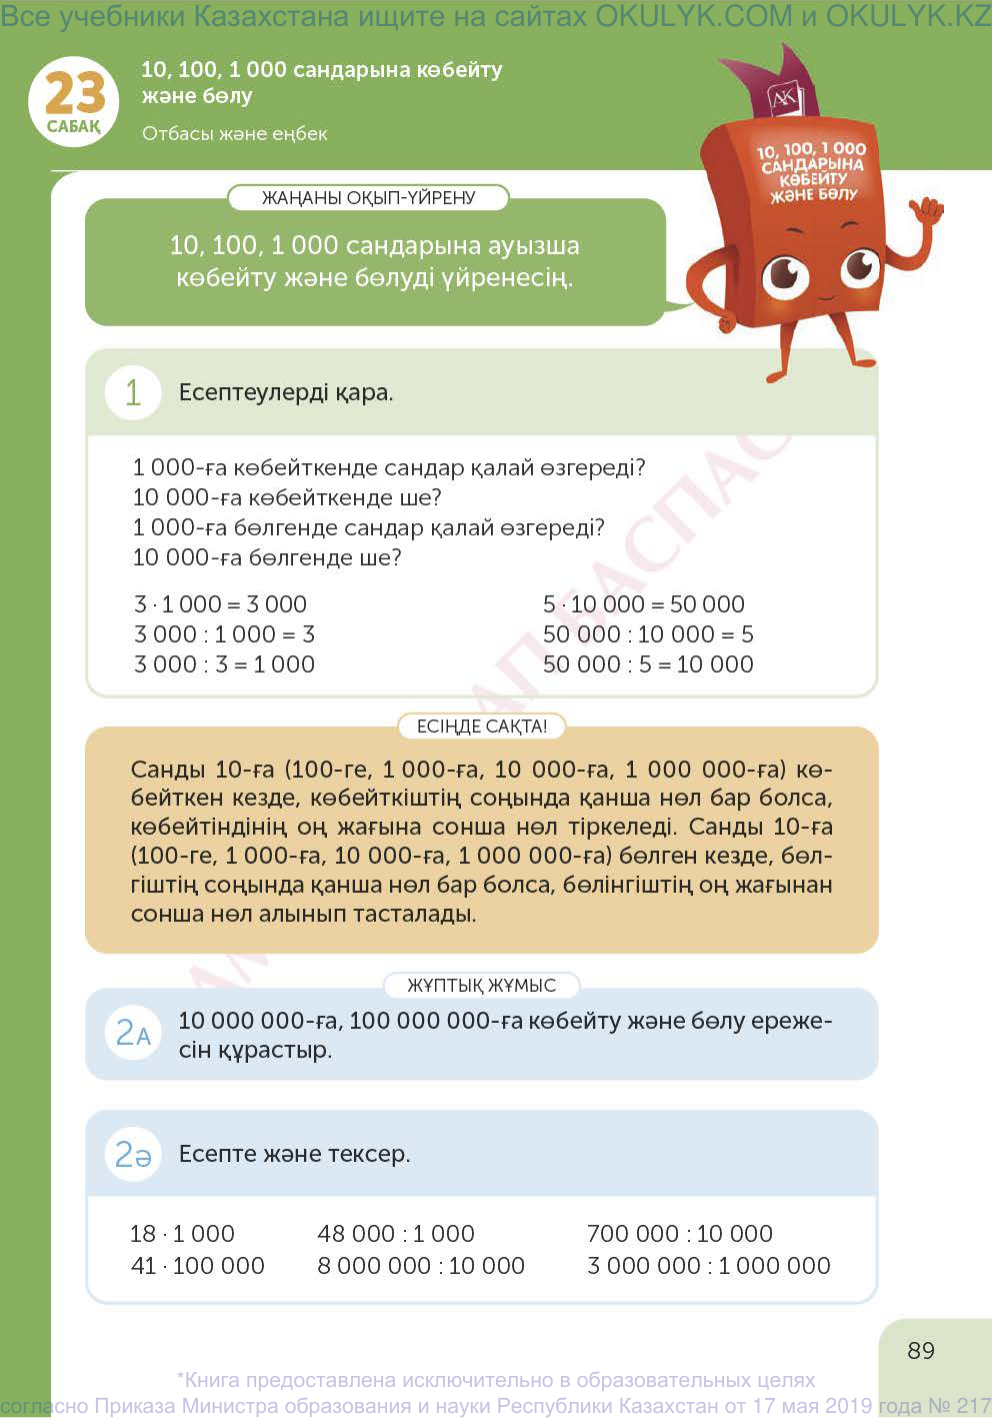 Все учебники Казахстана ищите на сайтах OKULYK.COM и OKULYK.KZ
23
САБАҚ
10, 100, 1 000 сандарына көбейту
және бөлу
Отбасы және еңбек
АК
10, 100, 1 000
САНДАРЫНА
КӨБЕЙТУ
ЖӘНЕ БӨЛУ
ЖАҢАНЫ ОҚЫП-ҮЙРЕНУ
10, 100, 1 000 сандарына ауызша
көбейту және бөлуді үйренесің.
1
Есептеулерді қара.
1 000-ға көбейткенде сандар қалай өзгереді?
10 000-ға көбейткенде ше?
1 000-ға бөлгенде сандар қалай өзгереді?
10 000-ға бөлгенде ше?
3 · 1 000 = 3 000
3 000 : 1 000 = 3
3 000 : 3 = 1 000
5 · 10 000 = 50 000
50 000 : 10 000 = 5
50 000 : 5 = 10 000
ЕСІҢДЕ САҚТА!
Санды 10-ға (100-ге, 1 000-ға, 10 000-ға, 1 000 000-ға) кө-
бейткен кезде, көбейткіштің соңында қанша нөл бар болса,
көбейтіндінің оң жағына сонша нөл тіркеледі. Санды 10-ға
(100-ге, 1 000-ға, 10 000-ға, 1 000 000-ға) бөлген кезде, бөл-
гіштің соңында қанша нөл бар болса, бөлінгіштің оң жағынан
сонша нөл алынып тасталады.
ЖҰПТЫҚ ЖҰМЫС
2А
10 000 000-ға, 100 000 000-ға көбейту және бөлу ереже-
сін құрастыр.
2Ә
Есепте және тексер.
18 · 1 000
41 · 100 000
48 000 : 1 000
8 000 000 : 10 000
700 000 : 10 000
3 000 000 : 1 000 000
89
*Книга предоставлена исключительно в образовательных целях
согласно Приказа Министра образования и науки Республики Казахстан от 17 мая 2019 года № 217